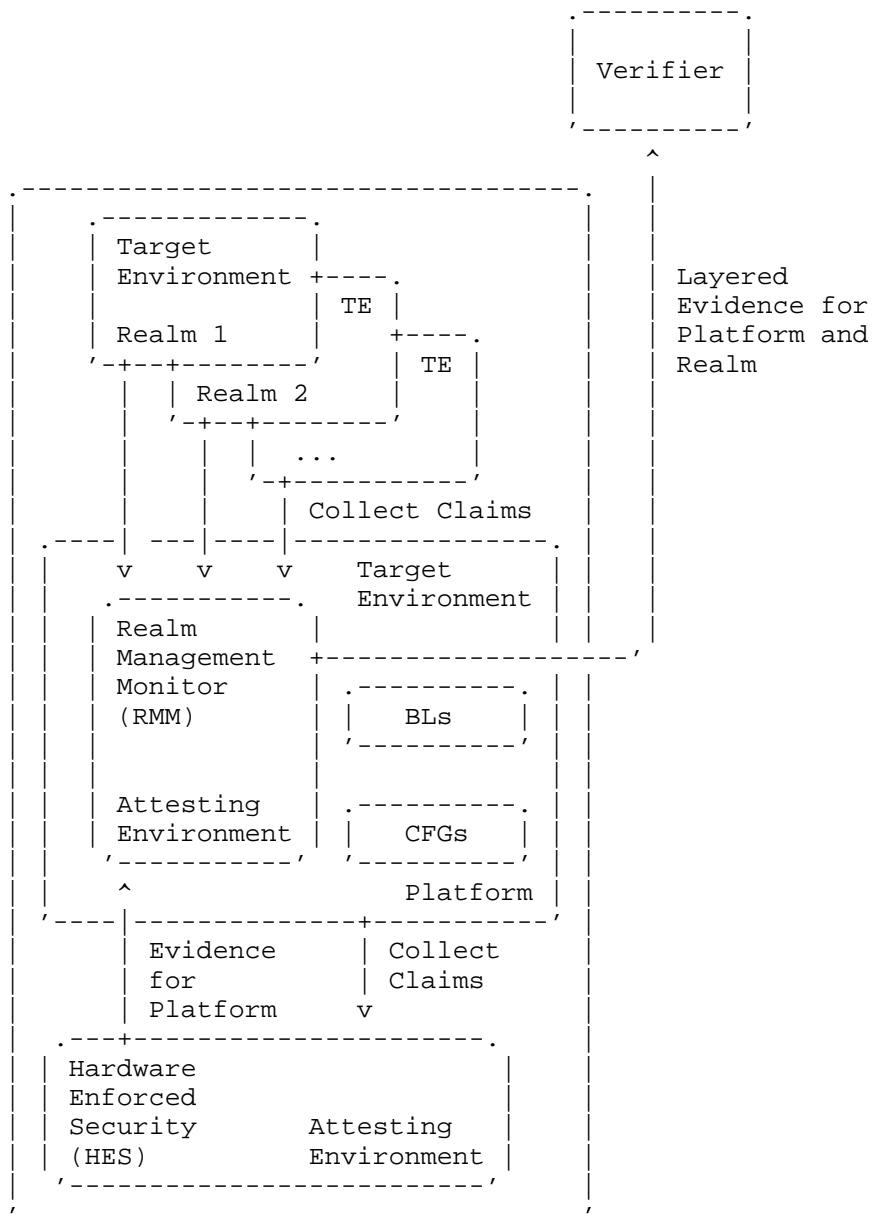 Verifier
Target
Environment
TE
Realm 1
TE
Realm 2
...
Layered
Evidence for
Platform and
Realm
Collect Claims
Target
Environment
Realm
Management
Monitor
(RMM)
BLs
Attesting
Environment
CFGs
Platform
Evidence
for
Platform
Collect
Claims
Hardware
Enforced
Security
(HES)
Attesting
Environment